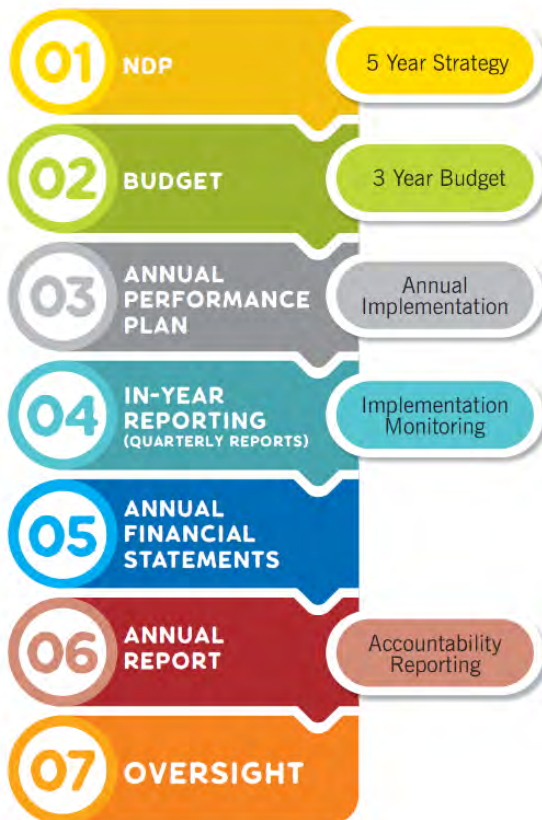 01
NDP
5 Year Strategy
02
BUDGET
3 Year Budget
03
ANNUAL
PERFORMANCE
PLAN
Annual
Implementation
04
IN-YEAR
REPORTING
(QUARTERLY REPORTS)
Implementation
Monitoring
05
ANNUAL
FINANCIAL
STATEMENTS
06
ANNUAL
REPORT
Accountability
Reporting
07
OVERSIGHT